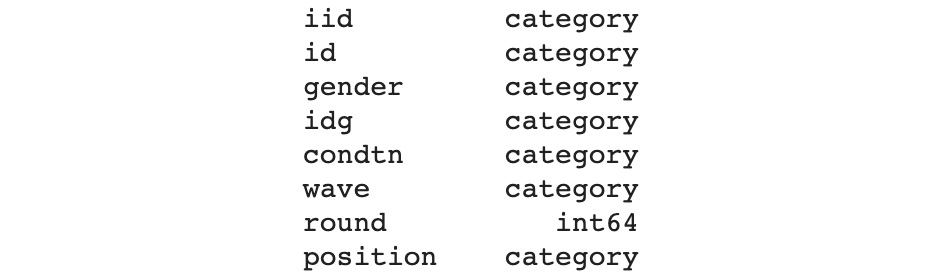 iid category
id category
gender category
idg category
condtn category
wave category
round int64
position category